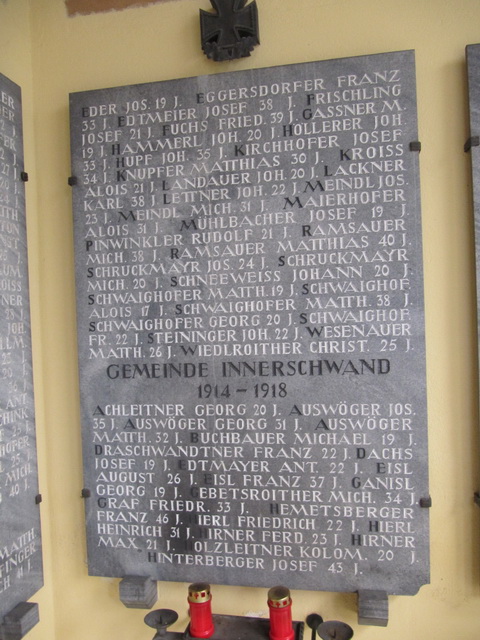 EDER JOS. 19 J. EGGERSDORFER FRANZ
33 J. EDTMEIER JOSEF 38 J. FRISCHLING
JOSEF 21 J. FUCHS FRIED. 39 J. GASSNER M.
19 J. HAMMERL JOH. 20 J. HOLLERER JOH.
33 J. HUPF JOH. 35 J. KIRCHHOFER JOSEF
34 J. KNUPFER MATTHIAS 30 J. KROISS
ALOIS 21 J. LANDAUER JOH. 20 J. LACKNER
KARL 38 J. LETTNER JOH. 22 J. MEINDL JOS.
23 J. MEINDL MICH. 31 J. MAIERHOFER
ALOIS 31 J. MÜHLBACHER JOSEF 19 J.
PINWINKLER RUDOLF 21 J. RAMSAUER
MICH. 38 J. RAMSAUER MATTHIAS 40 J.
SCHRUCKMAYR JOS. 24 J. SCHRUCKMAYR
MICH. 20 J. SCHNEEWEISS JOHANN 20 J.
SCHWAIGHOFER MATTH. 19 J. SCHWAIGHOF.
ALOIS 17 J. SCHWAIGHOFER MATTH. 38 J.
SCHWAIGHOFER GEORG 20 J. SCHWAIGHOF.
FR. 22 J. STEININGER JOH. 22 J. WESENAUER
MATTH. 26 J. WIEDLROITHER CHRIST. 25 J.
GEMEINDE INNERSCHWAND
1914 - 1918
ACHLEITNER GEORG 20 J. AUSWÖGER JOS.
35 J. AUSWÖGER GEORG 31 J. AUSWÖGER
MATTH. 32 J. BUCHBAUER MICHAEL 19 J.
DRASCHWANDTNER FRANZ 22 J. DACHS
JOSEF 19 J. EDTMAYER ANT. 22 J. EISL
AUGUST 26 J. EISL FRANZ 37 J. GANISL
GEORG 19 J. GEBETSROITHER MICH. 34 J.
GRAF FRIEDR. 33 J. HEMETSBERGER
FRANZ 46 J. HIERL FRIEDRICH 22 J. HIERL
HEINRICH 31 J. HIRNER FERD. 23 J. HIRNER
MAX. 21 J. HOLZLEITNER KOLOM. 20 J.
HINTERBERGER JOSEF 43 J.